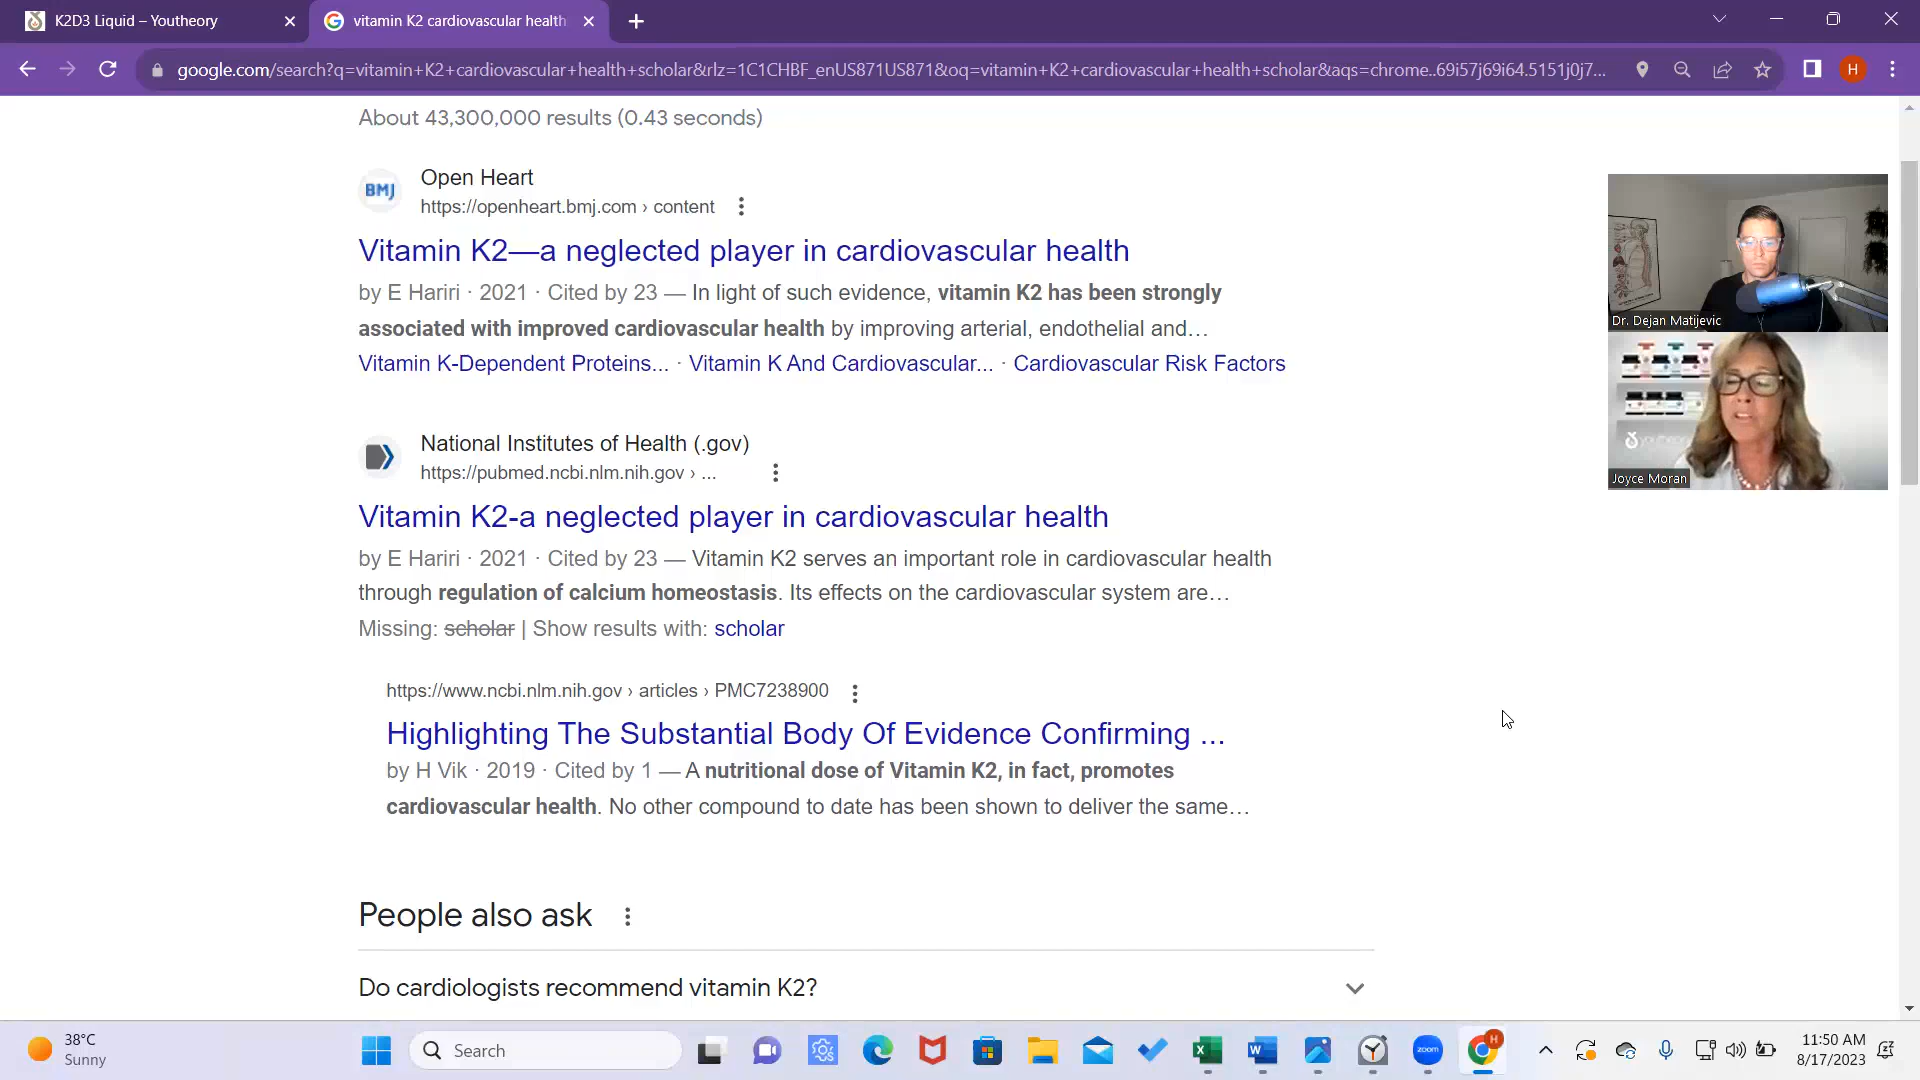 K2D3 Liquid – Youtheory
vitamin K2 cardiovascular health
google.com/search?q=vitamin+K2+cardiovascular+health+scholar&rlz=1C1CHBF_enUS871US871&oq=vitamin+K2+cardiovascular+health+scholar&aqs=chrome..69i57j69i64.5151j0j7...
H
About 43,300,000 results (0.43 seconds)
BMJ
Open Heart
https://openheart.bmj.com › content
Vitamin K2—a neglected player in cardiovascular health
by E Hariri · 2021 · Cited by 23 — In light of such evidence, vitamin K2 has been strongly
associated with improved cardiovascular health by improving arterial, endothelial and...
Vitamin K-Dependent Proteins... · Vitamin K And Cardiovascular... · Cardiovascular Risk Factors
National Institutes of Health (.gov)
https://pubmed.ncbi.nlm.nih.gov › ...
Vitamin K2-a neglected player in cardiovascular health
by E Hariri · 2021 · Cited by 23 — Vitamin K2 serves an important role in cardiovascular health
through regulation of calcium homeostasis. Its effects on the cardiovascular system are...
Missing: scholar | Show results with: scholar
https://www.ncbi.nlm.nih.gov › articles › PMC7238900
Highlighting The Substantial Body Of Evidence Confirming ...
by H Vik · 2019 · Cited by 1 — A nutritional dose of Vitamin K2, in fact, promotes
cardiovascular health. No other compound to date has been shown to deliver the same...
People also ask
Do cardiologists recommend vitamin K2?
Dr. Dejan Matijevic
youtheory
Joyce Moran
38°C
Sunny
Search
zoom
H
11:50 AM
8/17/2023